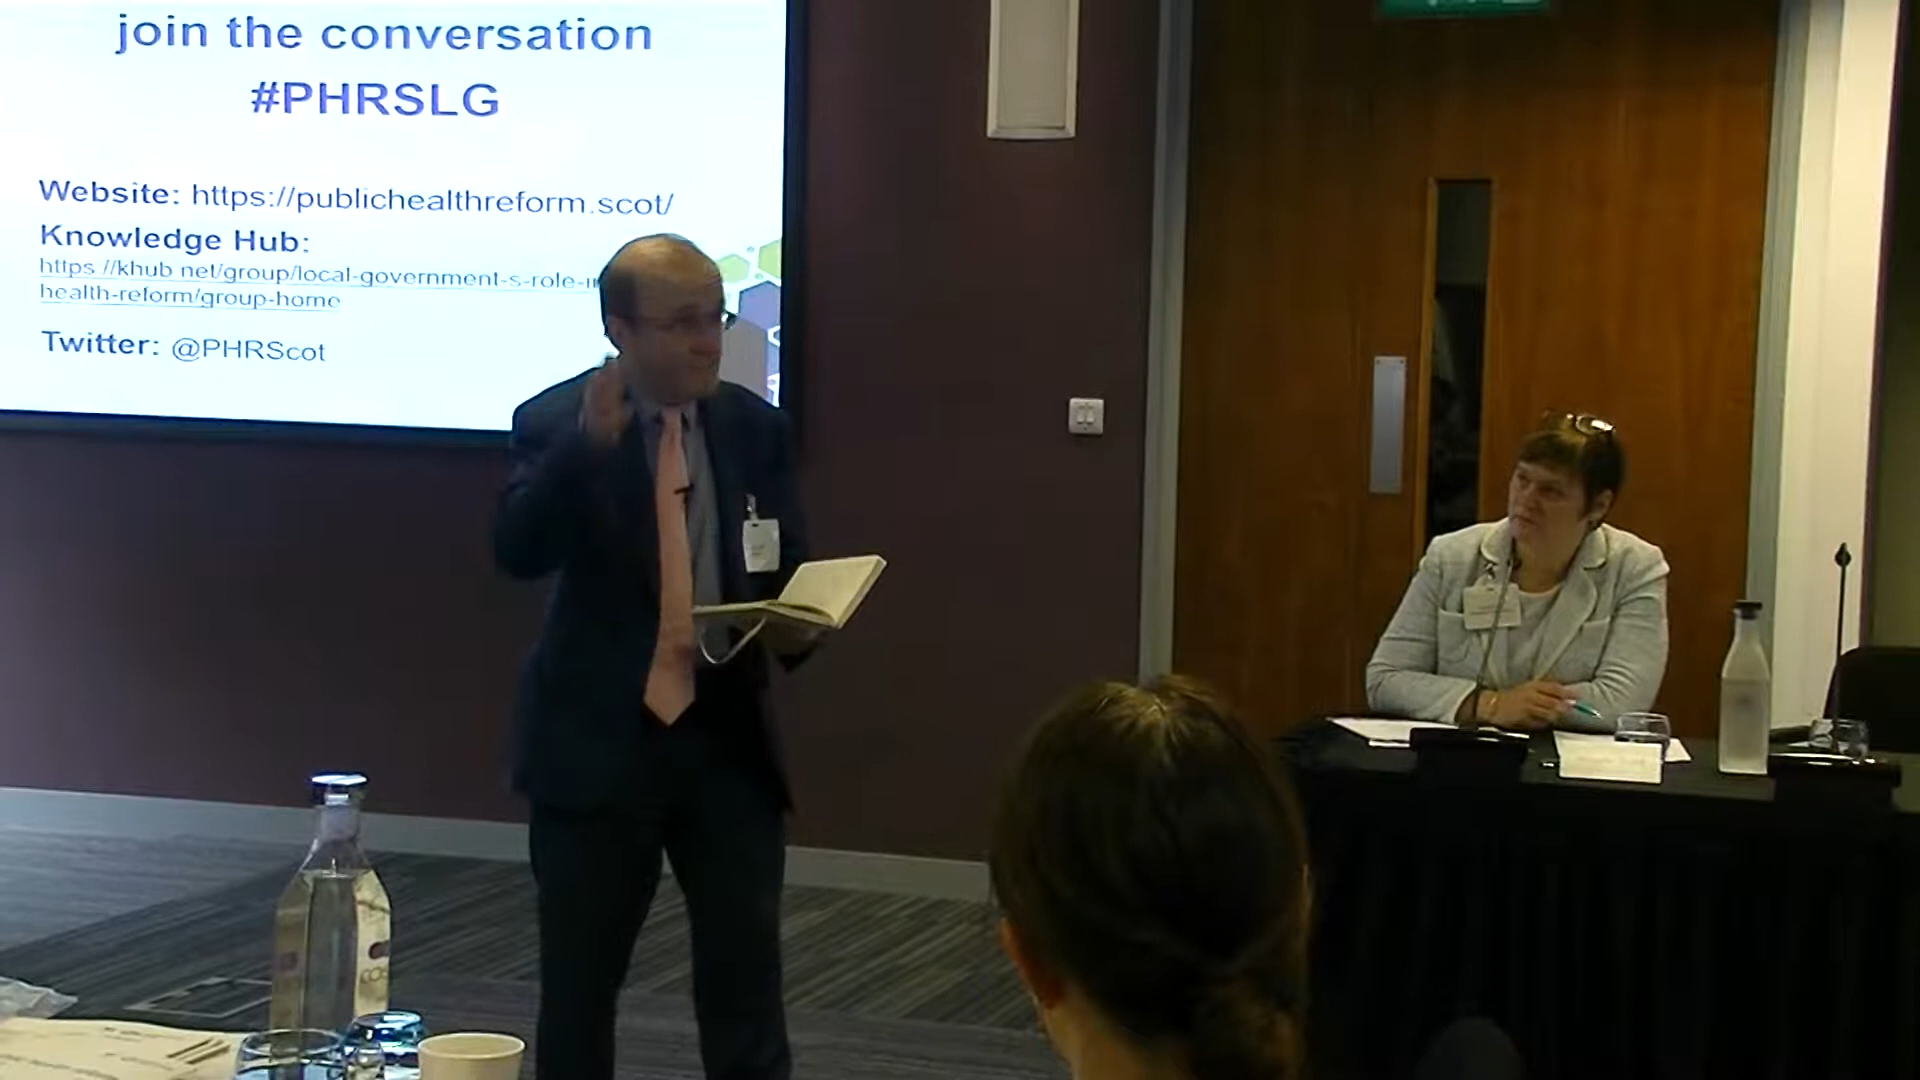 join the conversation
#PHRSLG
Website: https://publichealthreform.scot/
Knowledge Hub:
https://khub.net/group/local-government-s-role-i
health-reform/group-home
Twitter: @PHRScot